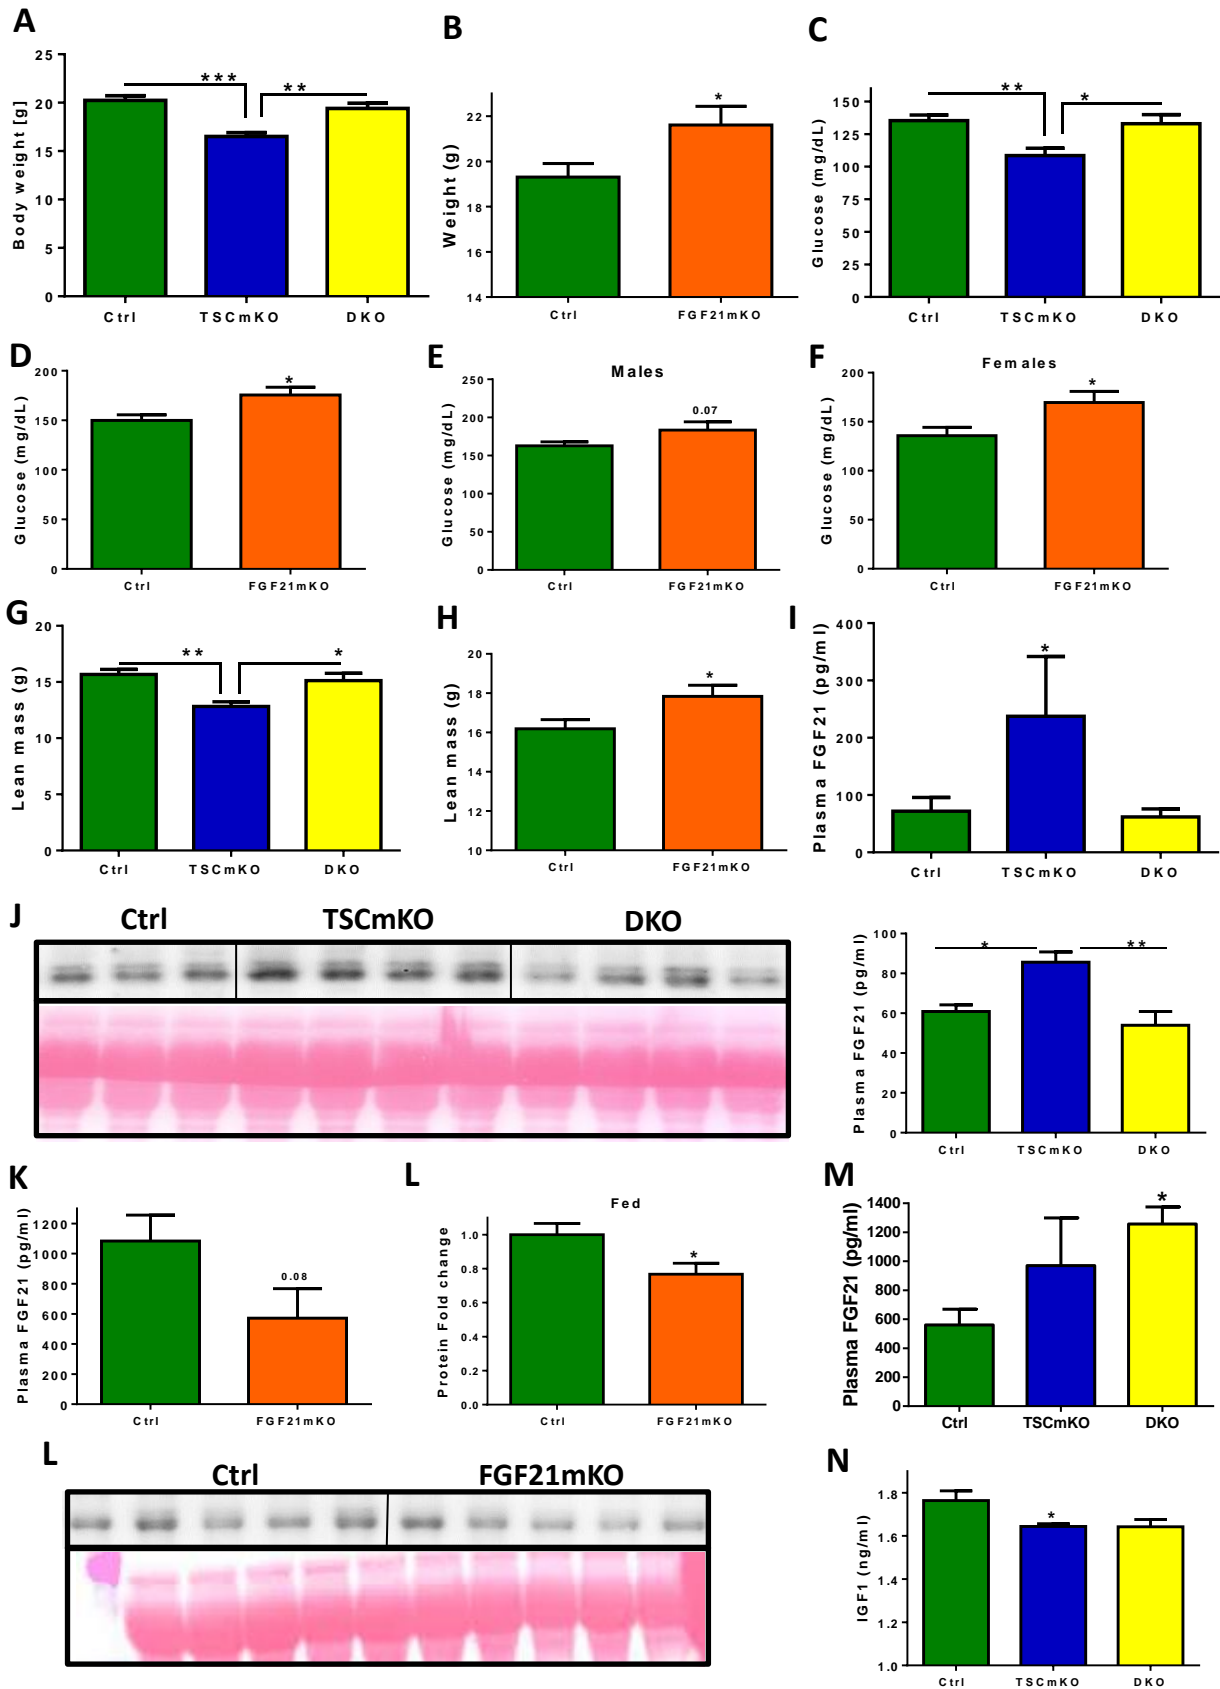 A
Body weight [g]
25
20
15
10
5
0
***
**
Ctrl TSCmKO DKO
B
Weight (g)
22
20
18
16
14
*
Ctrl FGF21mKO
C
Glucose (mg/dL)
150
125
100
75
50
25
0
**
*
Ctrl TSCmKO DKO
D
Glucose (mg/dL)
200
150
100
50
0
*
Ctrl FGF21mKO
E
Males
Glucose (mg/dL)
250
200
150
100
50
0
0.07
Ctrl FGF21mKO
F
Females
Glucose (mg/dL)
200
150
100
50
0
*
Ctrl FGF21mKO
G
Lean mass (g)
20
15
10
5
0
**
*
Ctrl TSCmKO DKO
H
Lean mass (g)
20
18
16
14
12
10
*
Ctrl FGF21mKO
I
Plasma FGF21 (pg/ml)
400
300
200
100
0
*
Ctrl TSCmKO DKO
J
Ctrl TSCmKO DKO
Plasma FGF21 (pg/ml)
100
80
60
40
20
0
*
**
Ctrl TSCmKO DKO
K
Plasma FGF21 (pg/ml)
1200
1000
800
600
400
200
0
0.08
Ctrl FGF21mKO
L
Fed
Protein Fold change
1.0
0.8
0.6
0.4
0.2
0.0
*
Ctrl FGF21mKO
M
Plasma FGF21 (pg/ml)
1400
1200
1000
800
600
400
200
0
*
Ctrl TSCmKO DKO
L
Ctrl FGF21mKO
N
IGF1 (ng/ml)
1.8
1.6
1.4
1.2
1.0
*
Ctrl TSCmKO DKO